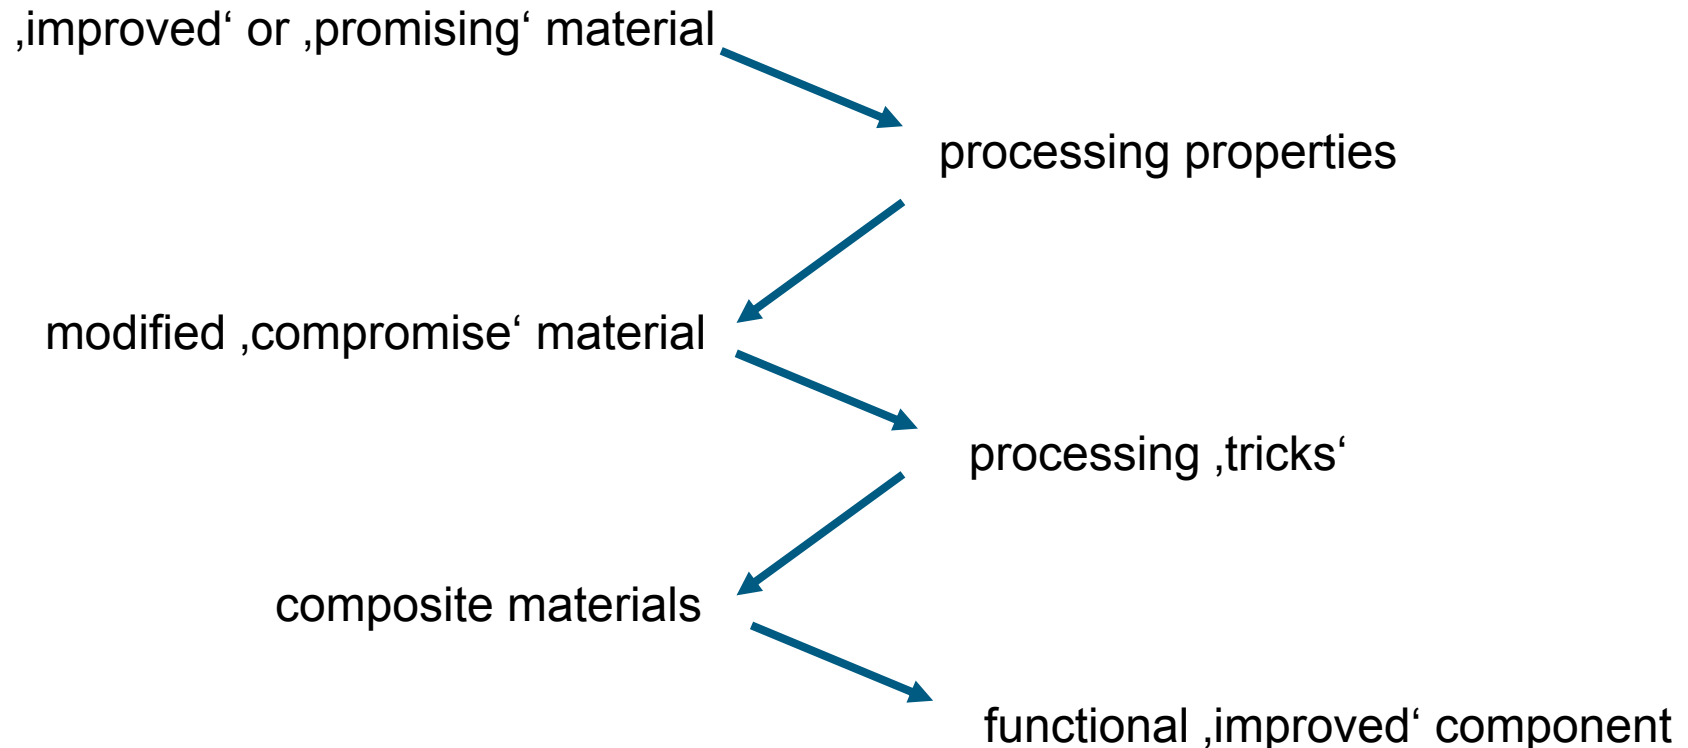 ‚improved‘ or ‚promising‘ material
processing properties
modified ‚compromise‘ material
processing ‚tricks‘
composite materials
functional ‚improved‘ component